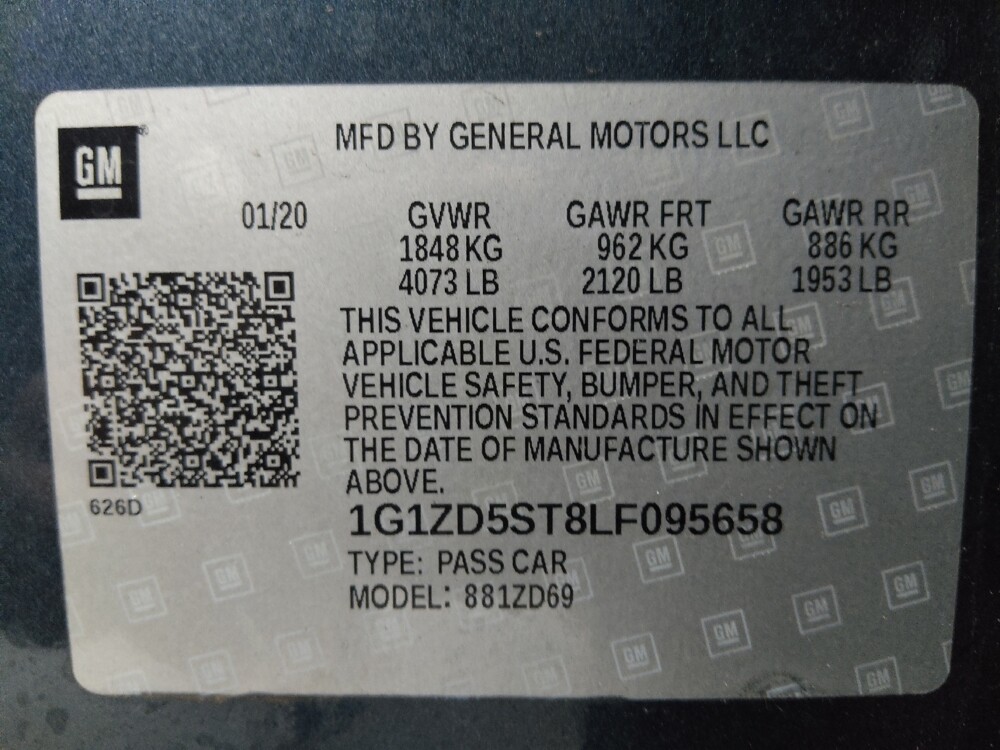 GM®
MFD BY GENERAL MOTORS LLC
01/20
GVWR GAWR FRT GAWR RR
1848 KG 962 KG 886 KG
4073 LB 2120 LB 1953 LB
THIS VEHICLE CONFORMS TO ALL
APPLICABLE U.S. FEDERAL MOTOR
VEHICLE SAFETY, BUMPER, AND THEFT
PREVENTION STANDARDS IN EFFECT ON
THE DATE OF MANUFACTURE SHOWN
ABOVE.
626D
1G1ZD5ST8LF095658
TYPE: PASS CAR
MODEL: 881ZD69